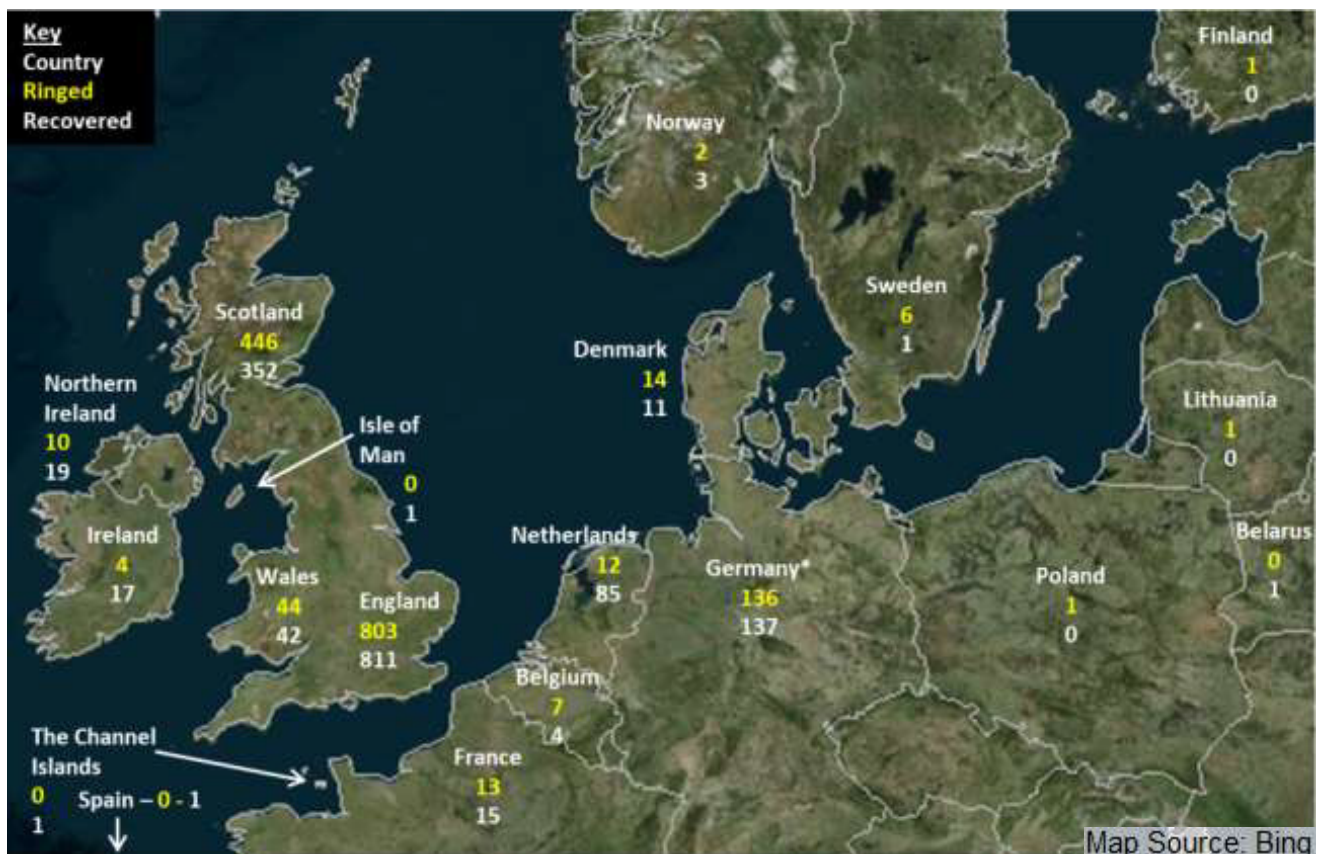 Key
Country
Ringed
Recovered
Finland
1
0
Norway
2
3
Sweden
6
1
Scotland
446
352
Denmark
14
11
Northern
Ireland
10
19
Isle of
Man
0
1
Lithuania
1
0
Ireland
4
17
Wales
44
42
England
803
811
Netherlands
12
85
Germany*
136
137
Poland
1
0
Belarus
0
1
Belgium
7
4
The Channel
Islands
0
1
Spain – 0 - 1
France
13
15
Map Source: Bing